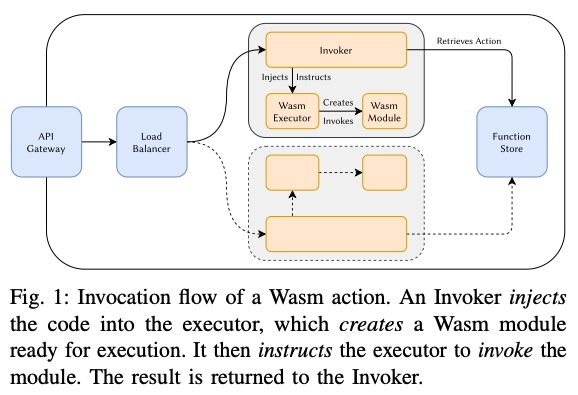 Invoker
Retrieves Action
Injects Instructs
Wasm
Executor
Creates
Invokes
Wasm
Module
API
Gateway
Load
Balancer
Function
Store
Fig. 1: Invocation flow of a Wasm action. An Invoker injects
the code into the executor, which creates a Wasm module
ready for execution. It then instructs the executor to invoke the
module. The result is returned to the Invoker.